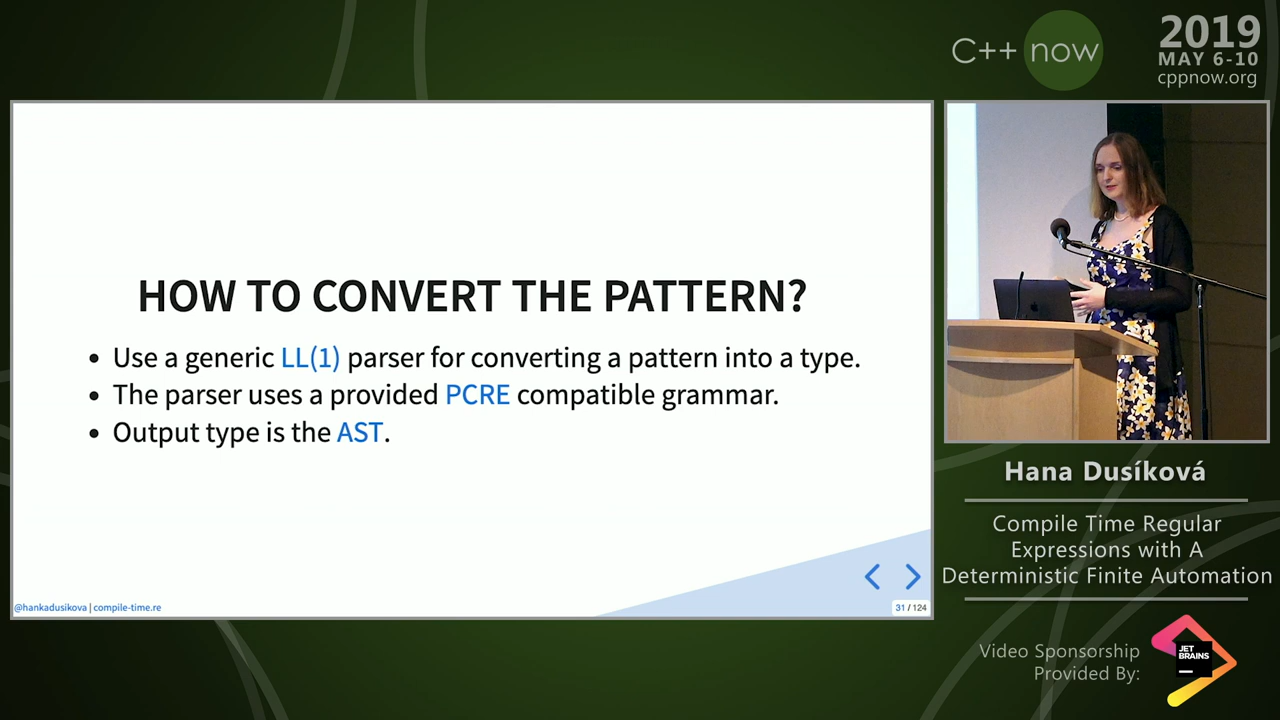 C++ now
2019
MAY 6-10
cppnow.org
HOW TO CONVERT THE PATTERN?
• Use a generic LL(1) parser for converting a pattern into a type.
• The parser uses a provided PCRE compatible grammar.
• Output type is the AST.
@hankadusikova | compile-time.re
31 / 124
Hana Dusíková
Compile Time Regular
Expressions with A
Deterministic Finite Automation
Video Sponsorship
Provided By:
JET
BRAINS